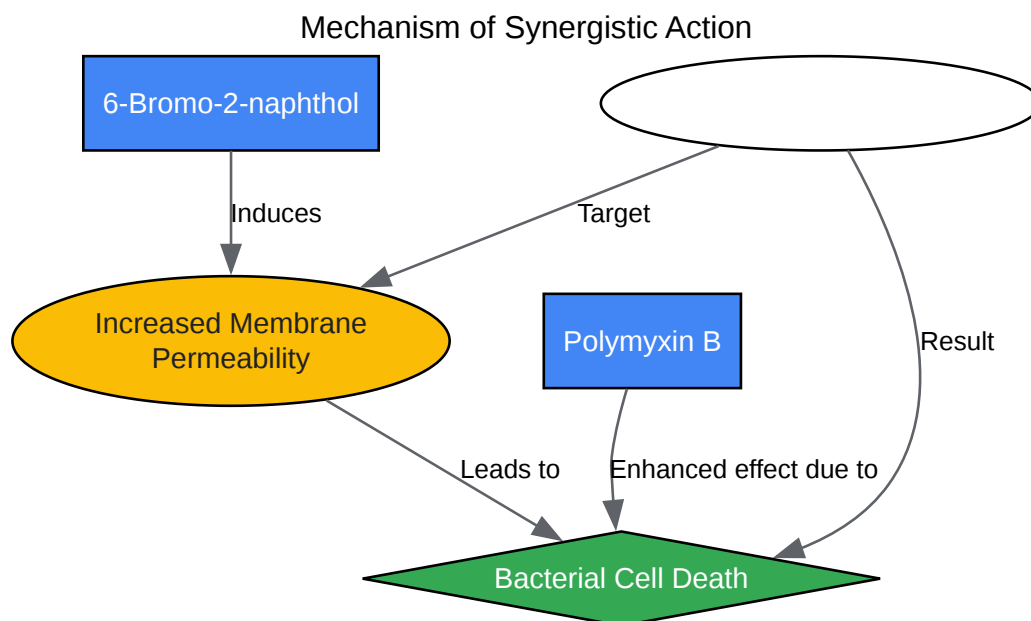 Mechanism of Synergistic Action
6-Bromo-2-naphthol
Induces
Target
Increased Membrane
Permeability
Polymyxin B
Result
Leads to
Enhanced effect due to
Bacterial Cell Death